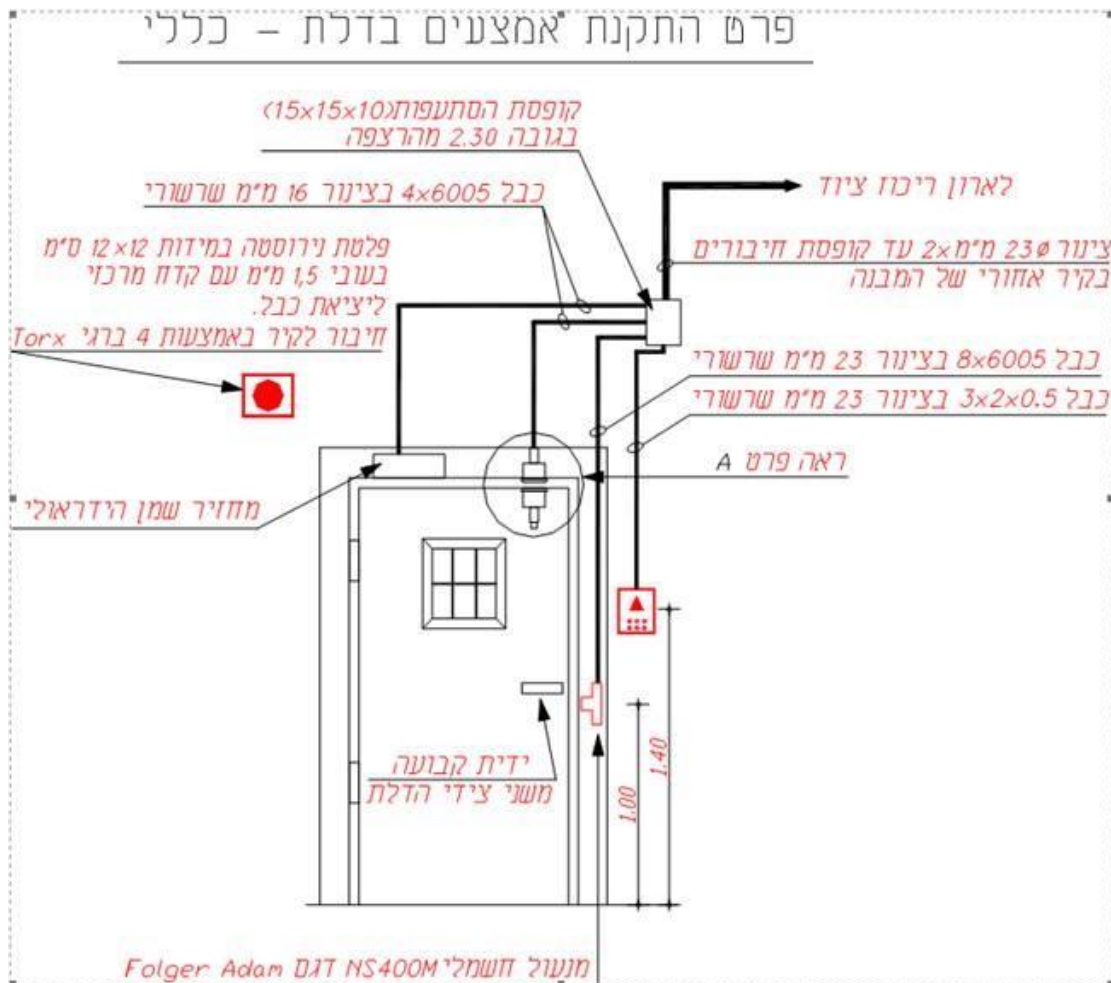 פרט התקנת אמצעים בדלת - כללי
קופסת הסתעפות(15x15x10)
בגובה 2.30 מהרצפה
לארון ריכוז ציוד
כבל 4x6005 בצינור 16 מ"מ שרשורי
פלטת נירוסטה במידות 12x12 ס"מ
בעובי 1,5 מ"מ עם קדח מרכזי
ליציאת כבל.
חיבור לקיר באמצעות 4 ברגי Torx
צינור 23ø מ"מx2 עד קופסת חיבורים
בקיר אחורי של המבנה
כבל 8x6005 בצינור 23 מ"מ שרשורי
כבל 3x2x0.5 בצינור 23 מ"מ שרשורי
ראה פרט A
מחזיר שמן הידראולי
ידית קבועה
משני צידי הדלת
1.40
1.00
מנעול חשמלי NS400M דגם Folger Adam